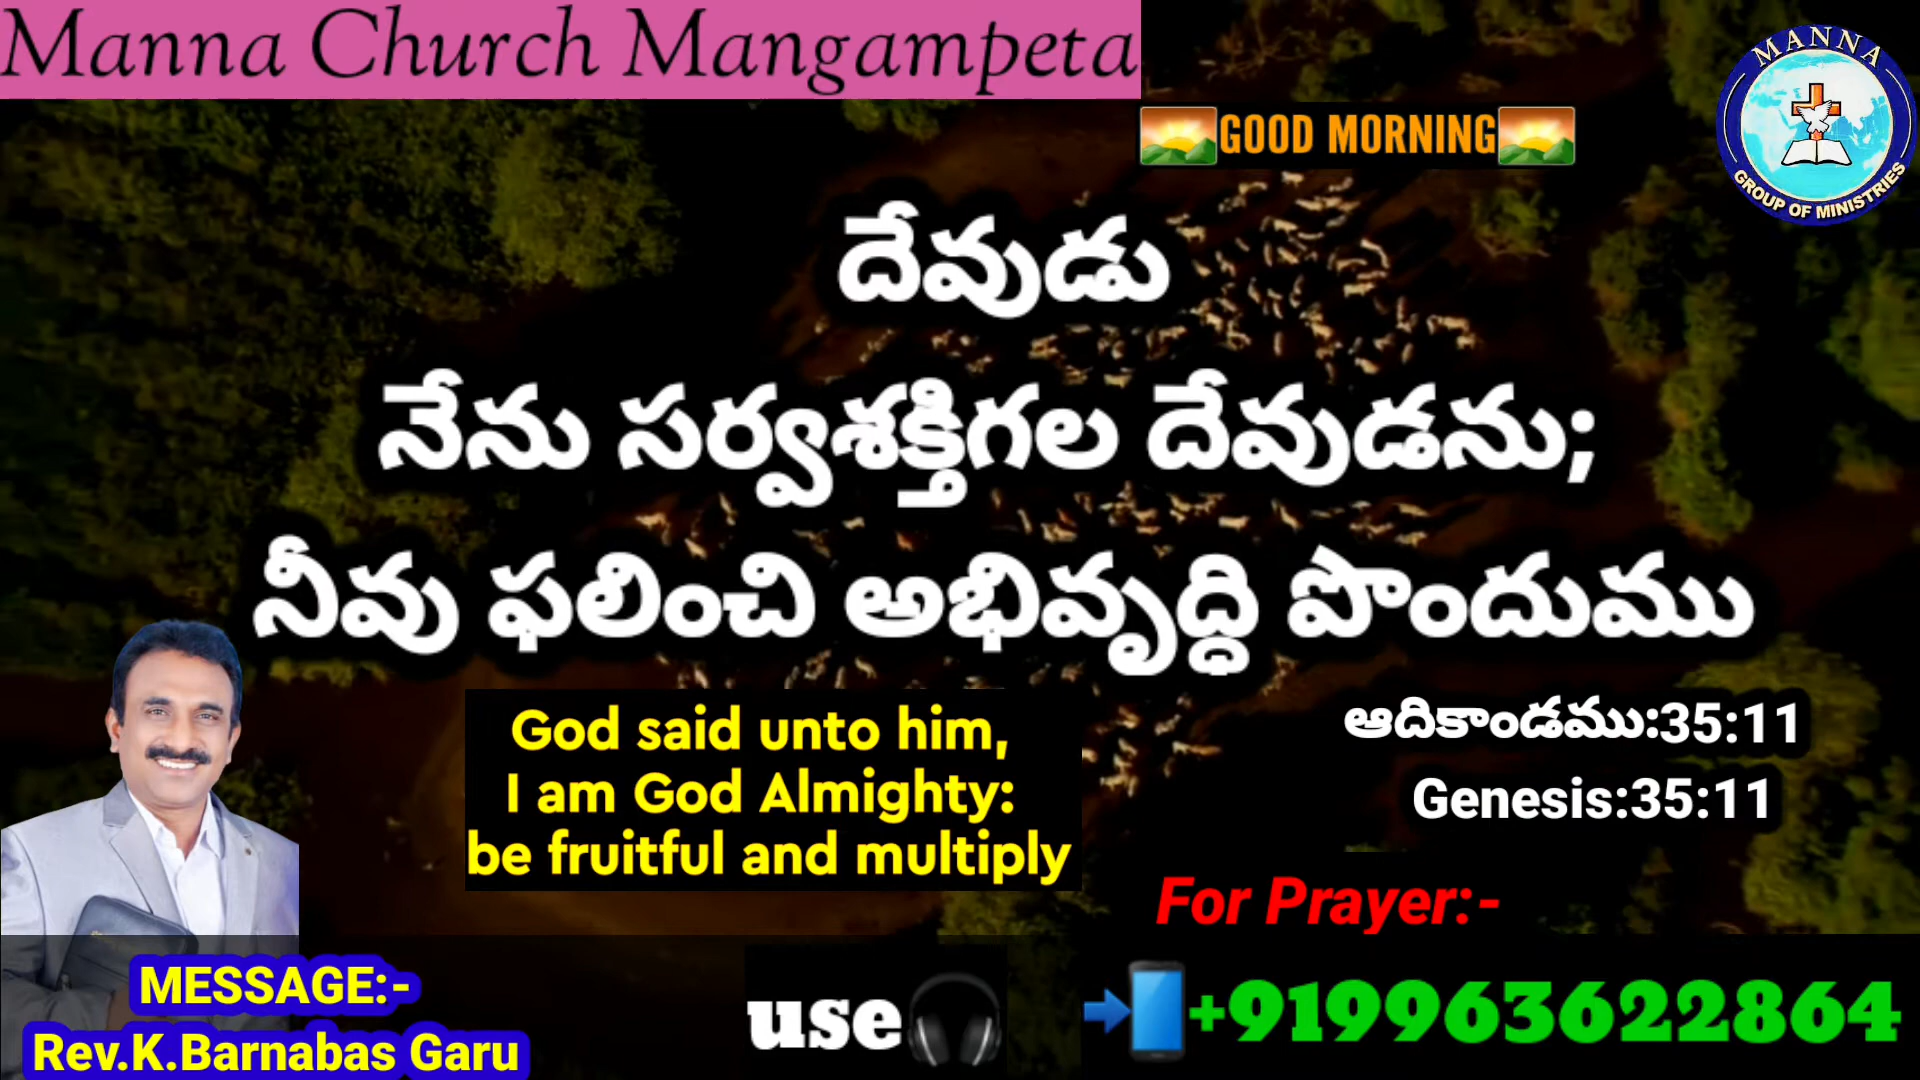 Manna Church Mangampeta
MANNA
GROUP OF MINISTRIES
GOOD MORNING
దేవుడు
నేను సర్వశక్తిగల దేవుడను;
నీవు ఫలించి అభివృద్ధి పొందుము
God said unto him,
I am God Almighty:
be fruitful and multiply
ఆదికాండము:35:11
Genesis:35:11
For Prayer:-
MESSAGE:-
Rev.K.Barnabas Garu
use
+919963622864